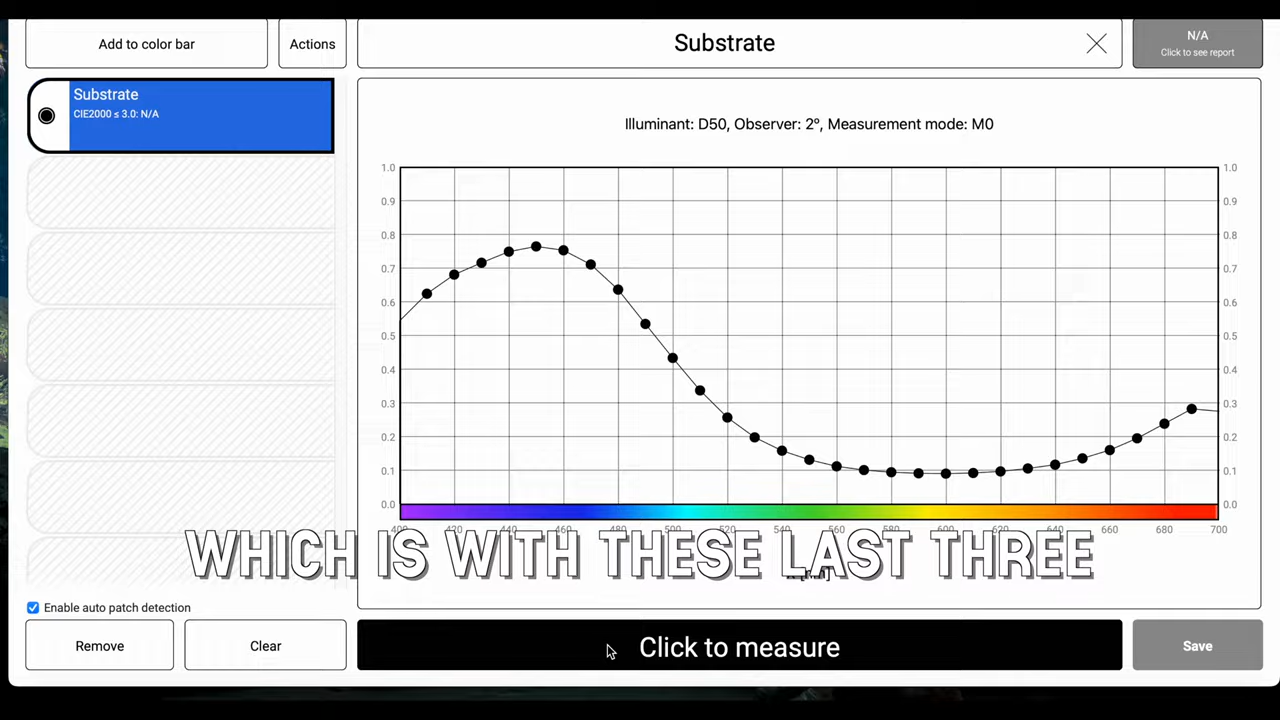 Add to color bar
Actions
Substrate
N/A
Click to see report
Substrate
CIE2000 ≤ 3.0: N/A
Illuminant: D50, Observer: 2º, Measurement mode: M0
1.0 1.0
0.9 0.9
0.8 0.8
0.7 0.7
0.6 0.6
0.5 0.5
0.4 0.4
0.3 0.3
0.2 0.2
0.1 0.1
0.0 0.0
400 420 440 460 480 500 520 540 560 580 600 620 640 660 680 700
WHICH IS WITH THESE LAST THREE
Enable auto patch detection
Remove
Clear
Click to measure
Save